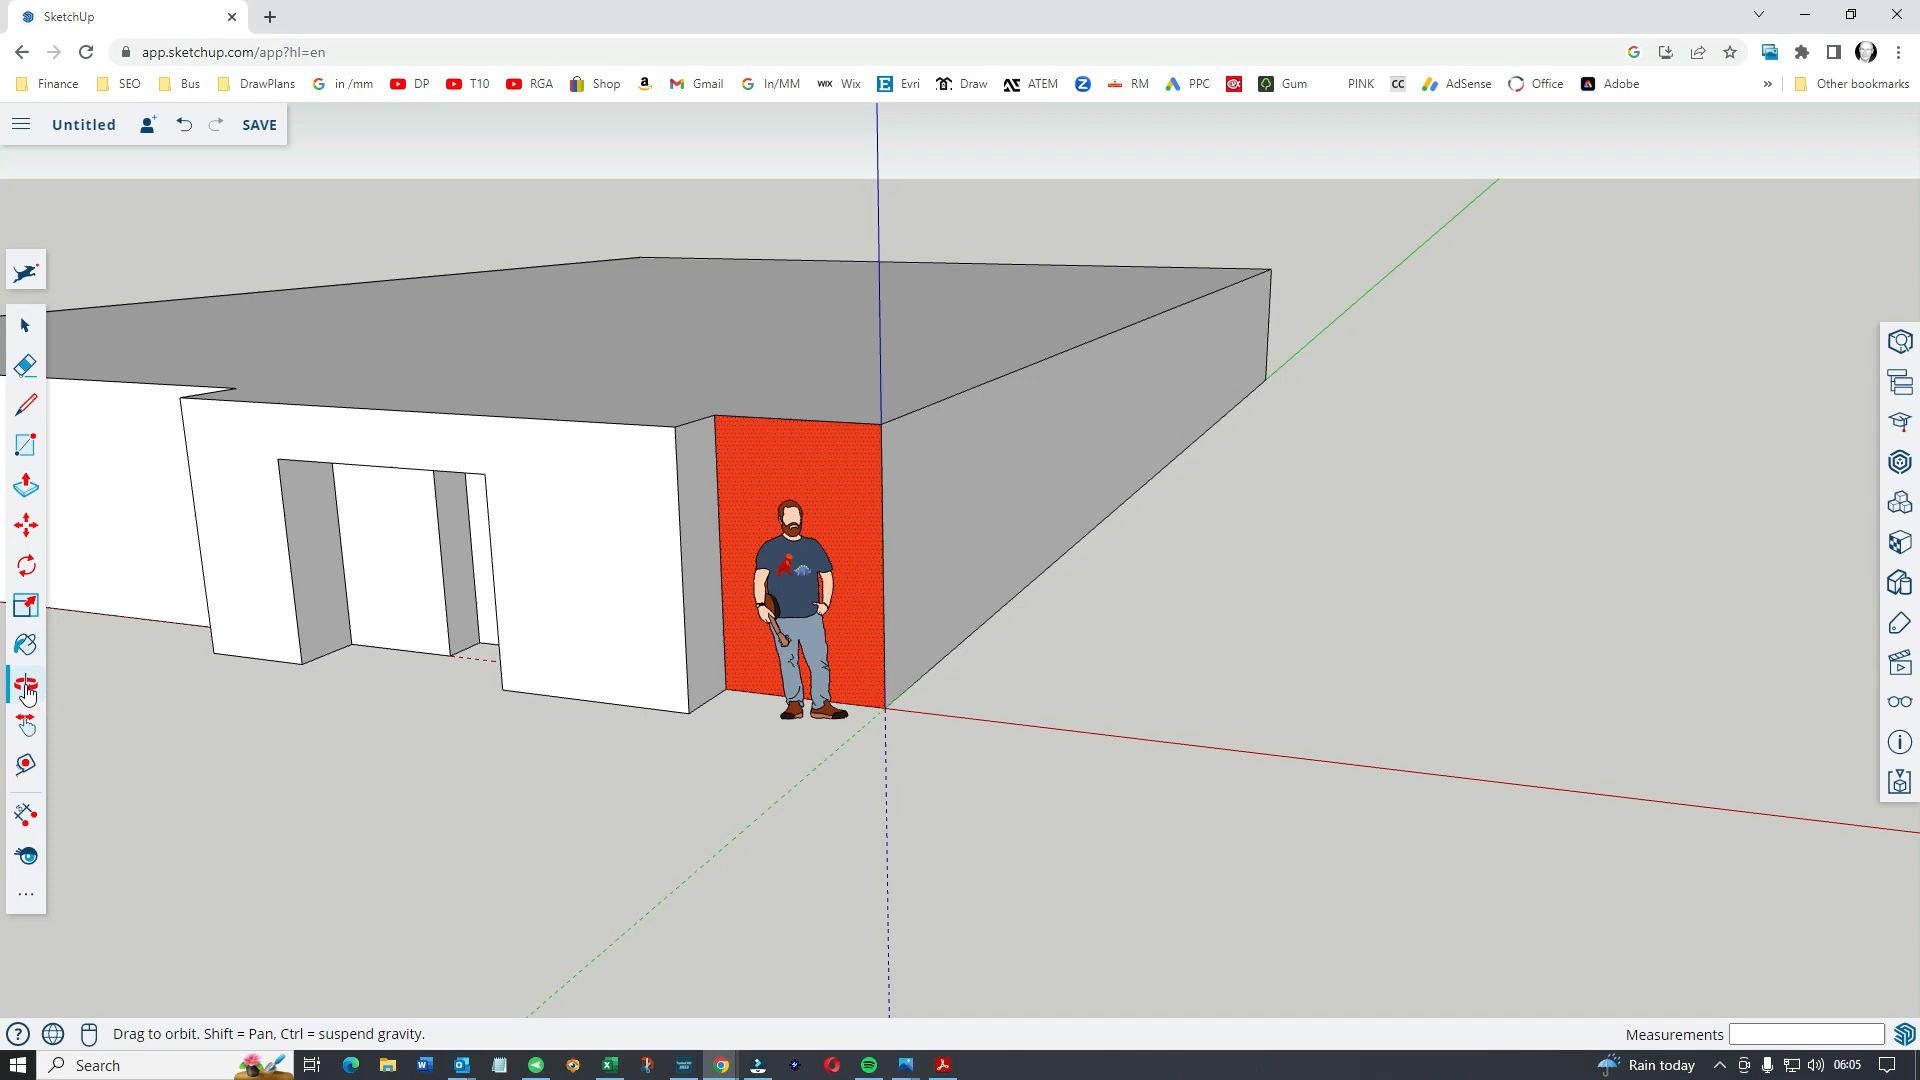 SketchUp
app.sketchup.com/app?hl=en
Finance SEO Bus DrawPlans in /mm DP T10 RGA Shop Gmail In/MM WiX Wix Evri Draw ATEM RM PPC Gum PINK CC AdSense Office Adobe » Other bookmarks
Untitled SAVE
Drag to orbit. Shift = Pan, Ctrl = suspend gravity.
Measurements
Search
Rain today
06:05